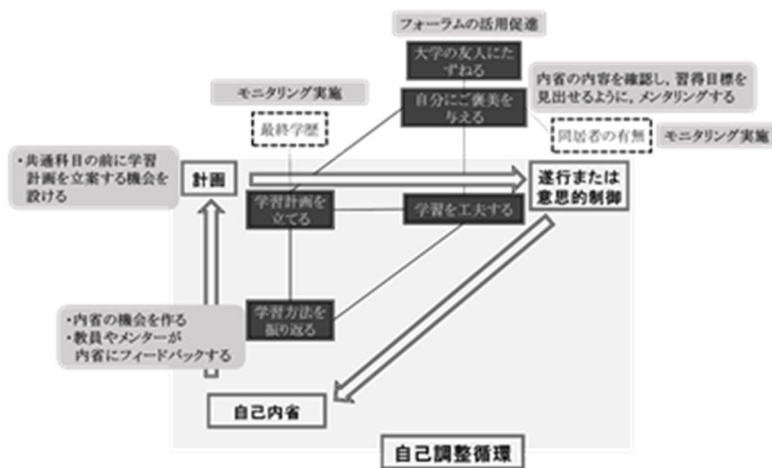 フォーラムの活用促進
大学の友人にた
ずねる
内省の内容を確認し，習得目標を
見出せるように，メンタリングする
モニタリング実施
自分にご褒美を
与える
最終学歴
同居者の有無
モニタリング実施
・共通科目の前に学習
計画を立案する機会を
設ける
計画
遂行または
意思的制御
学習計画を
立てる
学習を工夫する
・内省の機会を作る
・教員やメンターが
内省にフィードバックする
学習方法を
振り返る
自己内省
自己調整循環